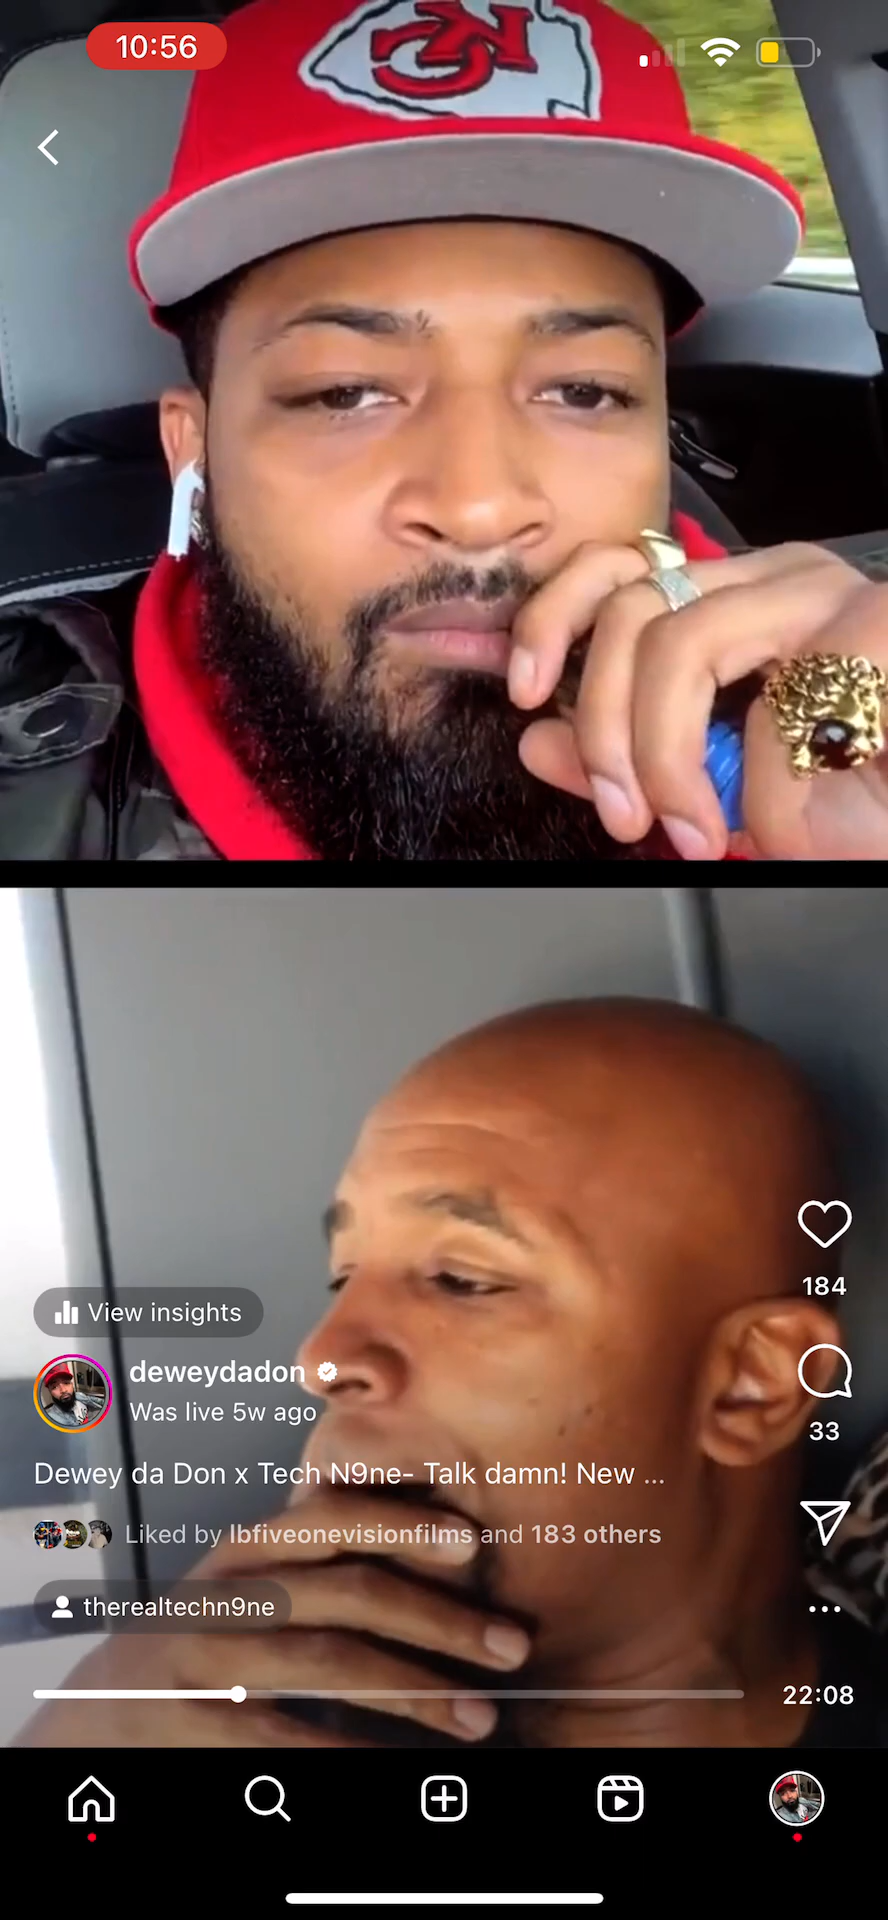 10:56
KC
View insights
deweydadon
Was live 5w ago
Dewey da Don x Tech N9ne- Talk damn! New ...
Liked by lbfiveonevisionfilms and 183 others
therealtechn9ne
184
33
22:08